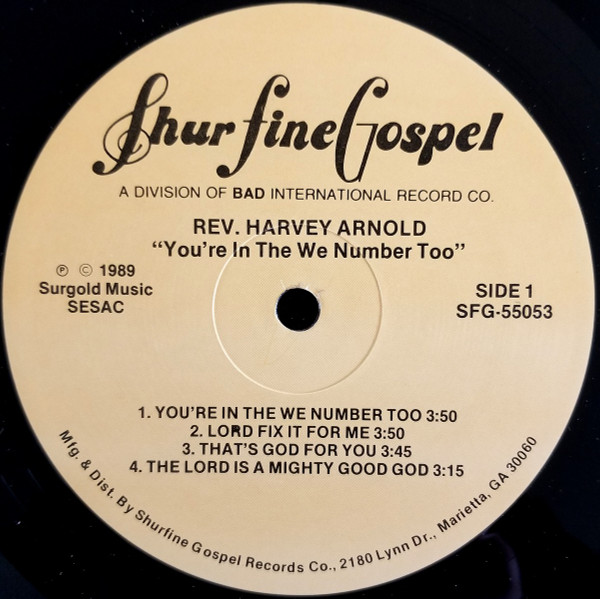 Shurfine Gospel
A DIVISION OF BAD INTERNATIONAL RECORD CO.
REV. HARVEY ARNOLD
“You're In The We Number Too”
Ⓟ © 1989
Surgold Music
SESAC
SIDE 1
SFG-55053
1. YOU'RE IN THE WE NUMBER TOO 3:50
2. LORD FIX IT FOR ME 3:50
3. THAT'S GOD FOR YOU 3:45
4. THE LORD IS A MIGHTY GOOD GOD 3:15
Mfg. & Dist. By Shurfine Gospel Records Co., 2180 Lynn Dr., Marietta, GA 30060